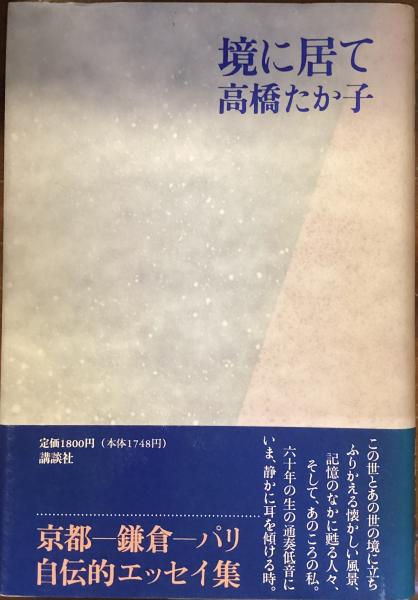 境に居て
高橋たか子
この世とあの世の境に立ち
ふりかえる懐かしい風景、
記憶のなかに甦る人々、
そして、あのころの私。
六十年の生の通奏低音に
いま、静かに耳を傾ける時。
定価1800円（本体1748円）
講談社
京都—鎌倉—パリ
自伝的エッセイ集